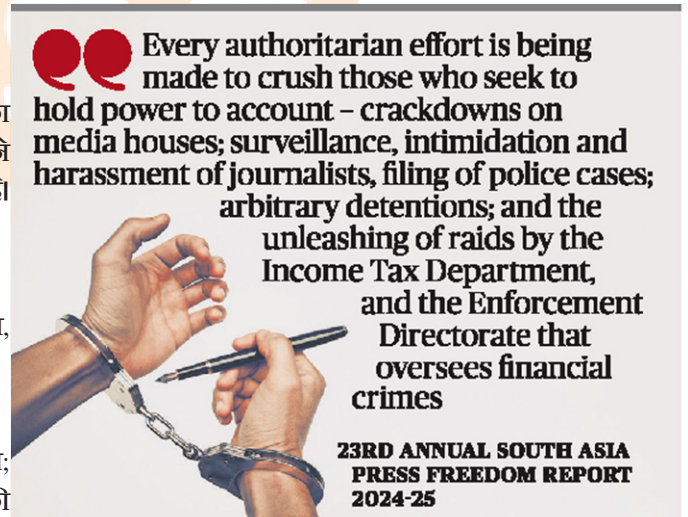 Every authoritarian effort is being
made to crush those who seek to
hold power to account – crackdowns on
media houses; surveillance, intimidation and
harassment of journalists, filing of police cases;
arbitrary detentions; and the
unleashing of raids by the
Income Tax Department,
and the Enforcement
Directorate that
oversees financial
crimes
23RD ANNUAL SOUTH ASIA
PRESS FREEDOM REPORT
2024-25